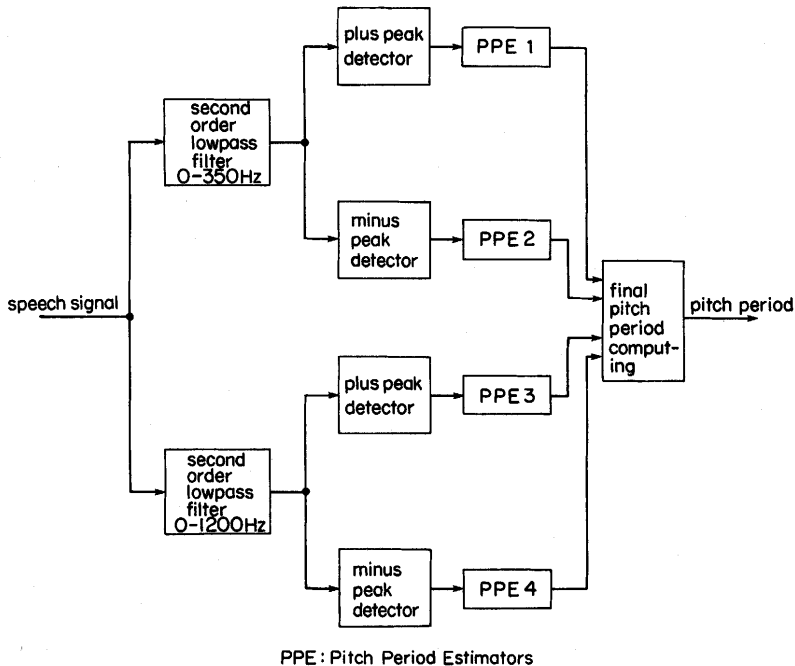 plus peak
detector
PPE 1
second
order
lowpass
filter
0-350Hz
minus
peak
detector
PPE 2
speech signal
final
pitch
period
comput-
ing
pitch period
plus peak
detector
PPE 3
second
order
lowpass
filter
0-1200Hz
minus
peak
detector
PPE 4
PPE : Pitch Period Estimators